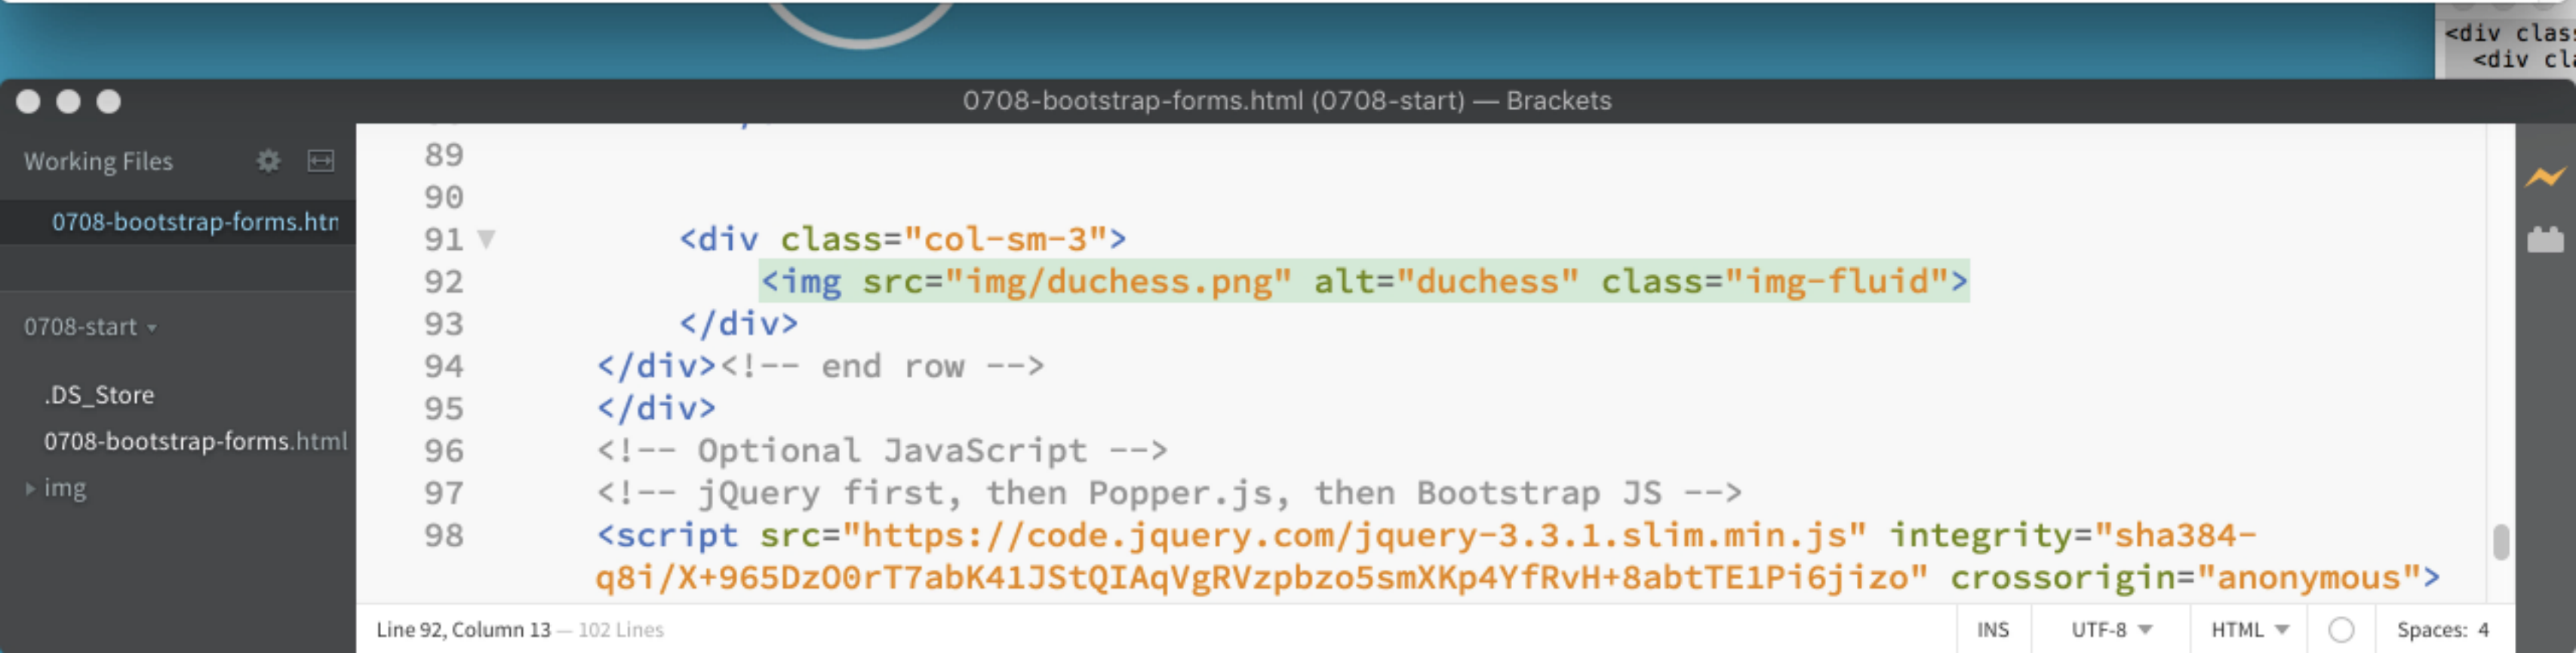 <div clas
<div cl
0708-bootstrap-forms.html (0708-start) — Brackets
Working Files
0708-bootstrap-forms.htm
0708-start
.DS_Store
0708-bootstrap-forms.html
img
89
90
91 <div class="col-sm-3">
92 <img src="img/duchess.png" alt="duchess" class="img-fluid">
93 </div>
94 </div><!-- end row -->
95 </div>
96 <!-- Optional JavaScript -->
97 <!-- jQuery first, then Popper.js, then Bootstrap JS -->
98 <script src="https://code.jquery.com/jquery-3.3.1.slim.min.js" integrity="sha384-
q8i/X+965DzO0rT7abK41JStQIAqVgRVzpbzo5smXKp4YfRvH+8abtTE1Pi6jizo" crossorigin="anonymous">
Line 92, Column 13 — 102 Lines
INS UTF-8 HTML Spaces: 4